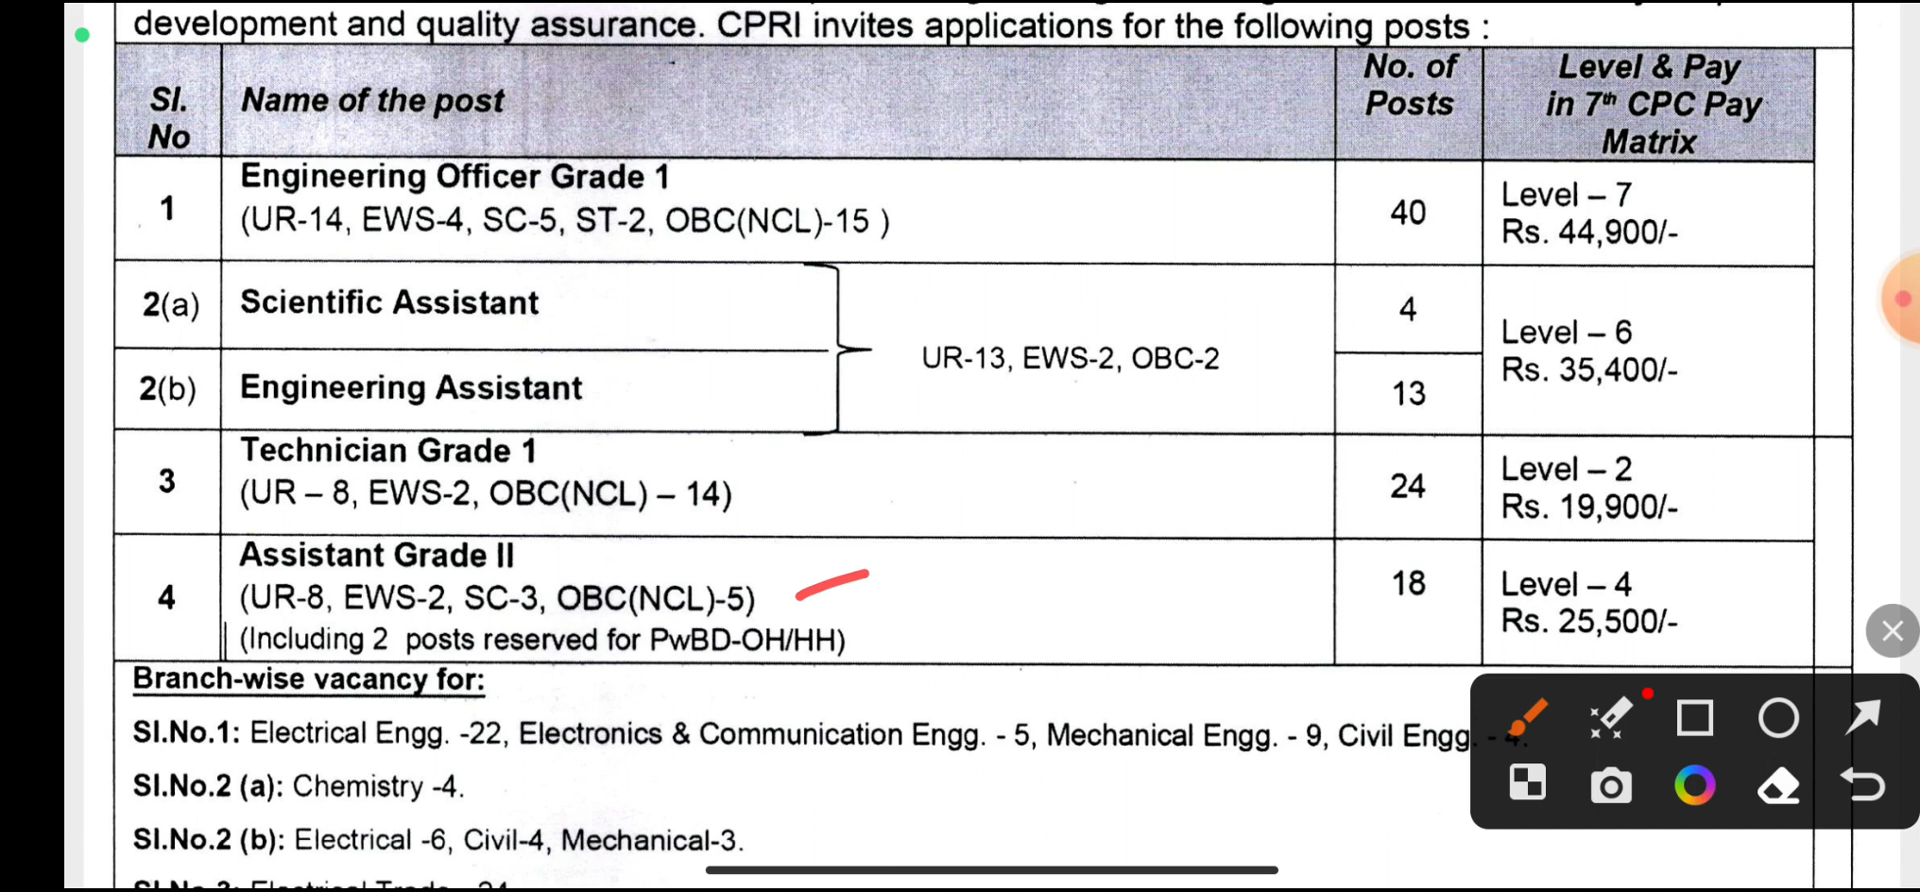 development and quality assurance. CPRI invites applications for the following posts :
Sl. No
Name of the post
No. of Posts
Level & Pay in 7th CPC Pay Matrix
1
Engineering Officer Grade 1
(UR-14, EWS-4, SC-5, ST-2, OBC(NCL)-15 )
40
Level – 7
Rs. 44,900/-
2(a)
Scientific Assistant
4
2(b)
Engineering Assistant
13
UR-13, EWS-2, OBC-2
Level – 6
Rs. 35,400/-
3
Technician Grade 1
(UR – 8, EWS-2, OBC(NCL) – 14)
24
Level – 2
Rs. 19,900/-
4
Assistant Grade II
(UR-8, EWS-2, SC-3, OBC(NCL)-5)
(Including 2 posts reserved for PwBD-OH/HH)
18
Level – 4
Rs. 25,500/-
Branch-wise vacancy for:
Sl.No.1: Electrical Engg. -22, Electronics & Communication Engg. - 5, Mechanical Engg. - 9, Civil Engg. - 4.
Sl.No.2 (a): Chemistry -4.
Sl.No.2 (b): Electrical -6, Civil-4, Mechanical-3.